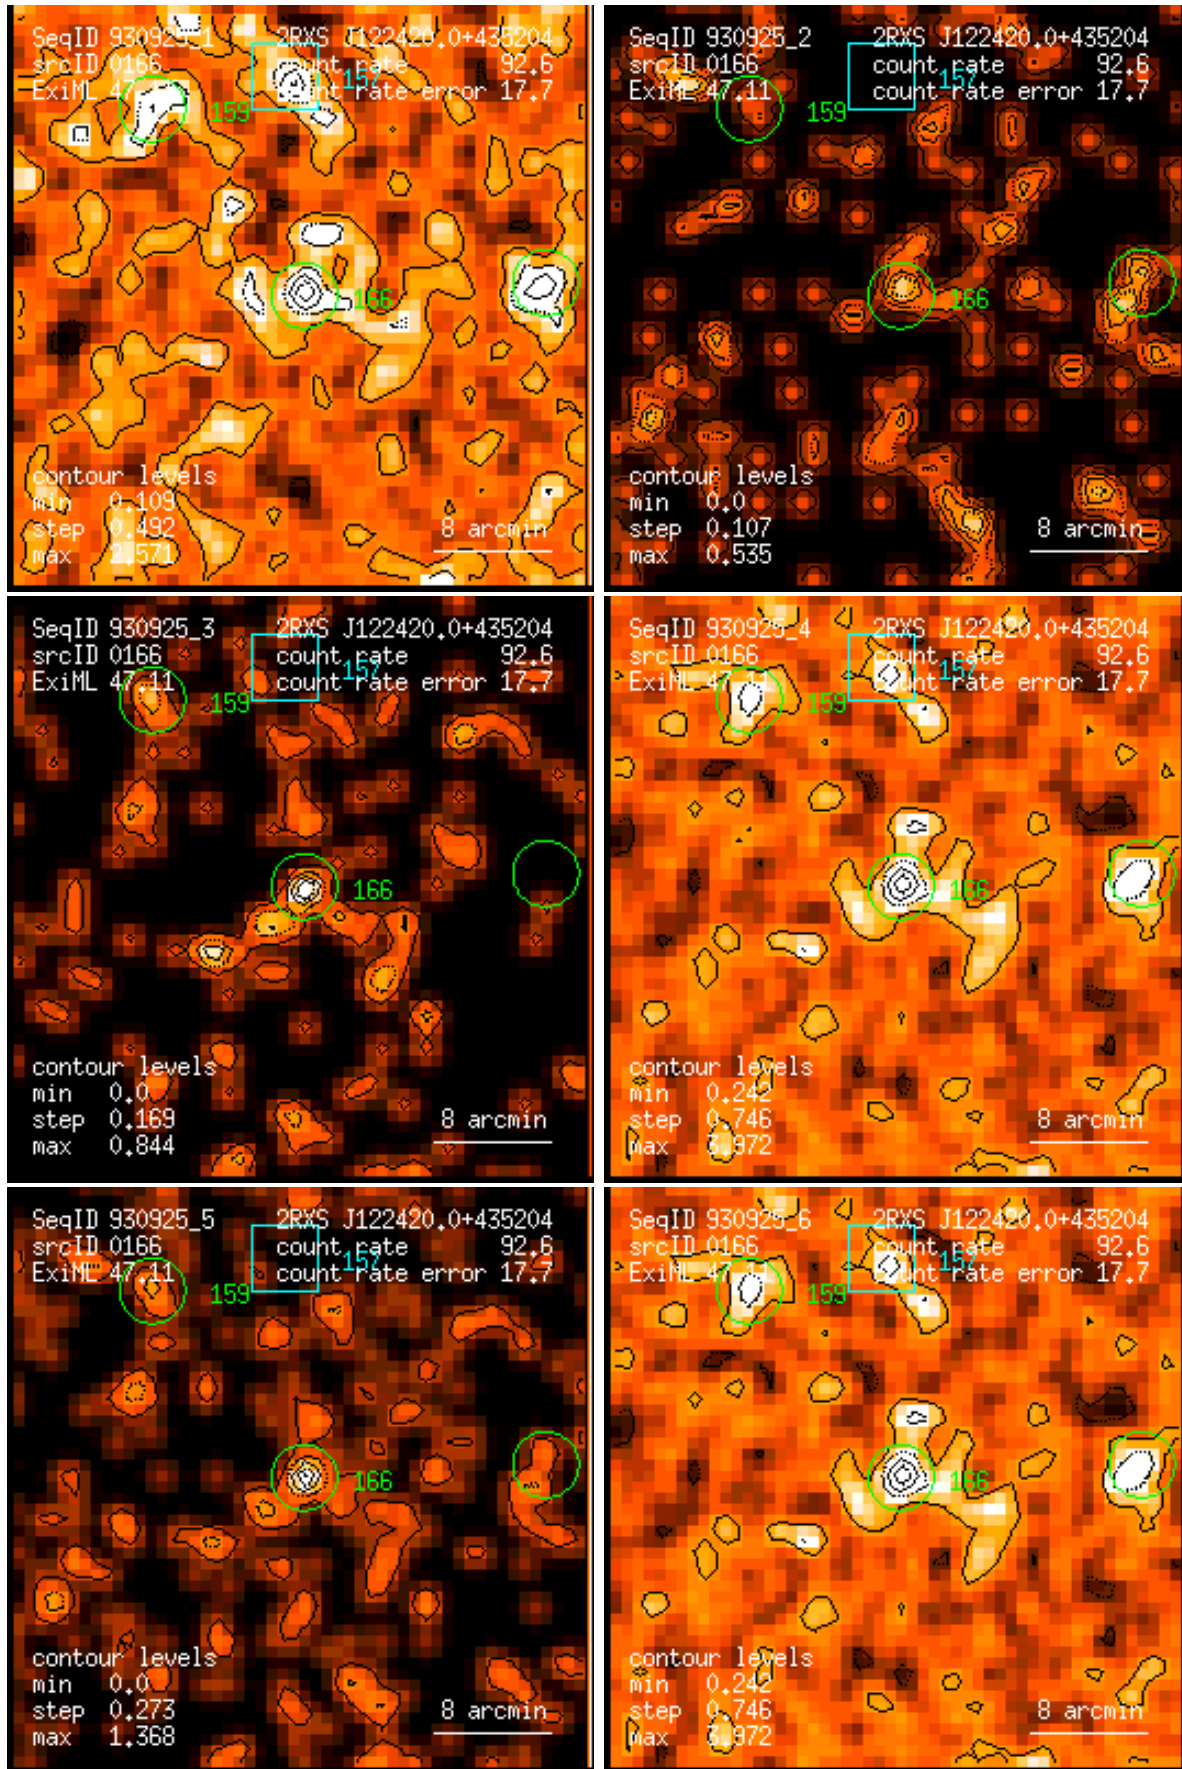 SeqID 930925_1 2RXS J122420.0+435204
srcID 0166 count rate 92.6
ExiML 47.11 count rate error 17.7
157
159
166
contour levels
min 0.109
step 0.492
max 2.571
8 arcmin
SeqID 930925_2 2RXS J122420.0+435204
srcID 0166 count rate 92.6
ExiML 47.11 count rate error 17.7
157
159
166
contour levels
min 0.0
step 0.107
max 0.535
8 arcmin
SeqID 930925_3 2RXS J122420.0+435204
srcID 0166 count rate 92.6
ExiML 47.11 count rate error 17.7
157
159
166
contour levels
min 0.0
step 0.169
max 0.844
8 arcmin
SeqID 930925_4 2RXS J122420.0+435204
srcID 0166 count rate 92.6
ExiML 47.11 count rate error 17.7
157
159
166
contour levels
min 0.242
step 0.746
max 3.972
8 arcmin
SeqID 930925_5 2RXS J122420.0+435204
srcID 0166 count rate 92.6
ExiML 47.11 count rate error 17.7
157
159
166
contour levels
min 0.0
step 0.273
max 1.368
8 arcmin
SeqID 930925_6 2RXS J122420.0+435204
srcID 0166 count rate 92.6
ExiML 47.11 count rate error 17.7
157
159
166
contour levels
min 0.242
step 0.746
max 3.972
8 arcmin